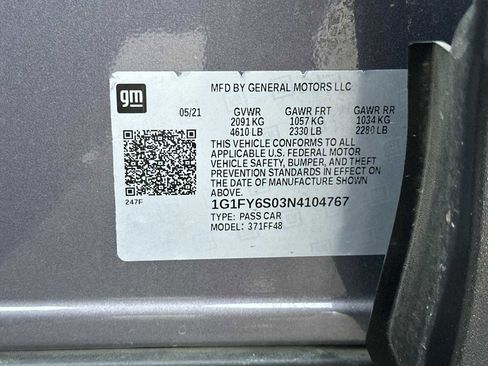 MFD BY GENERAL MOTORS LLC
gm
05/21 GVWR GAWR FRT GAWR RR
2091 KG 1057 KG 1034 KG
4610 LB 2330 LB 2280 LB
THIS VEHICLE CONFORMS TO ALL
APPLICABLE U.S. FEDERAL MOTOR
VEHICLE SAFETY, BUMPER, AND THEFT
PREVENTION STANDARDS IN EFFECT ON
THE DATE OF MANUFACTURE SHOWN
ABOVE.
247F
1G1FY6S03N4104767
TYPE: PASS CAR
MODEL: 371FF48